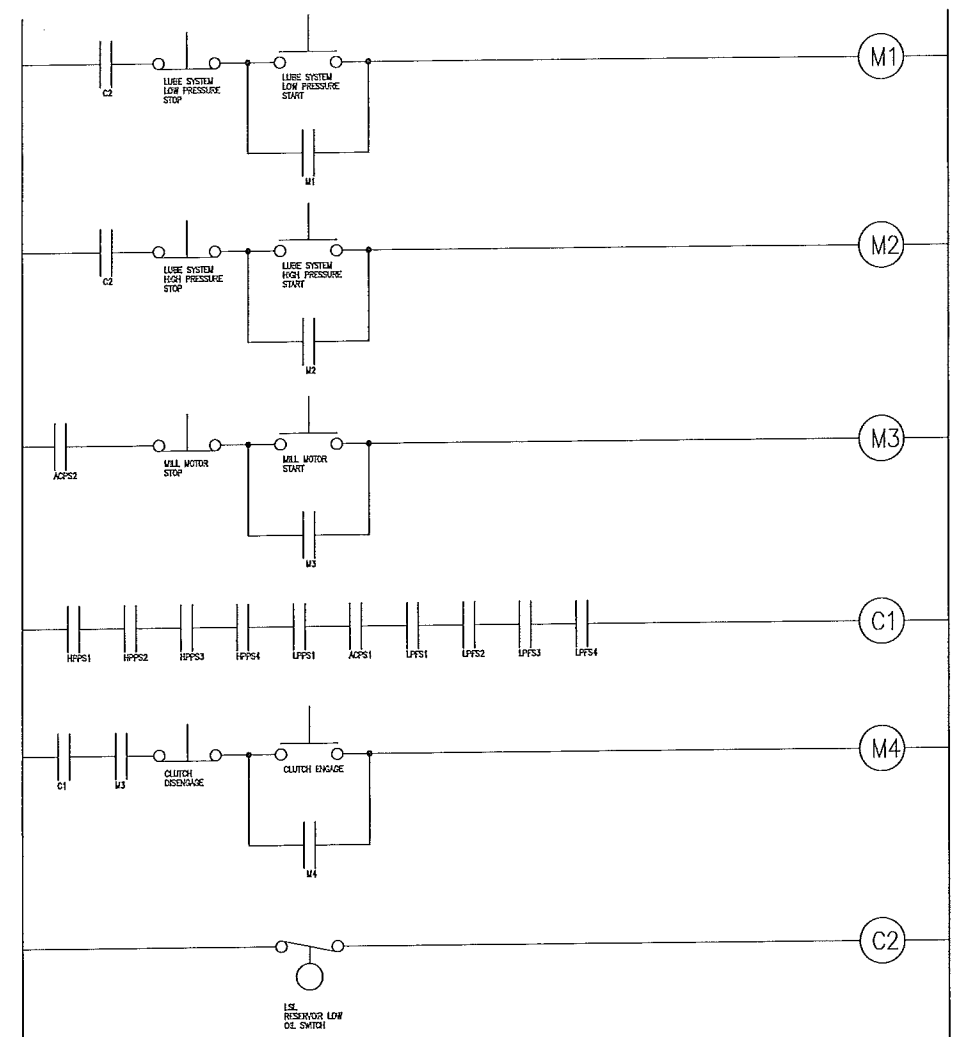 M1
C2
LUBE SYSTEM
LOW PRESSURE
STOP
LUBE SYSTEM
LOW PRESSURE
START
M1
M2
C2
LUBE SYSTEM
HIGH PRESSURE
STOP
LUBE SYSTEM
HIGH PRESSURE
START
M2
M3
ACPS2
MILL MOTOR
STOP
MILL MOTOR
START
M3
C1
HPPS1 HPPS2 HPPS3 HPPS4 LPPS1 ACPS1 LPFS1 LPFS2 LPFS3 LPFS4
M4
C1
M3
CLUTCH
DISENGAGE
CLUTCH ENGAGE
M4
C2
LSL
RESERVOR LOW
OIL SWITCH